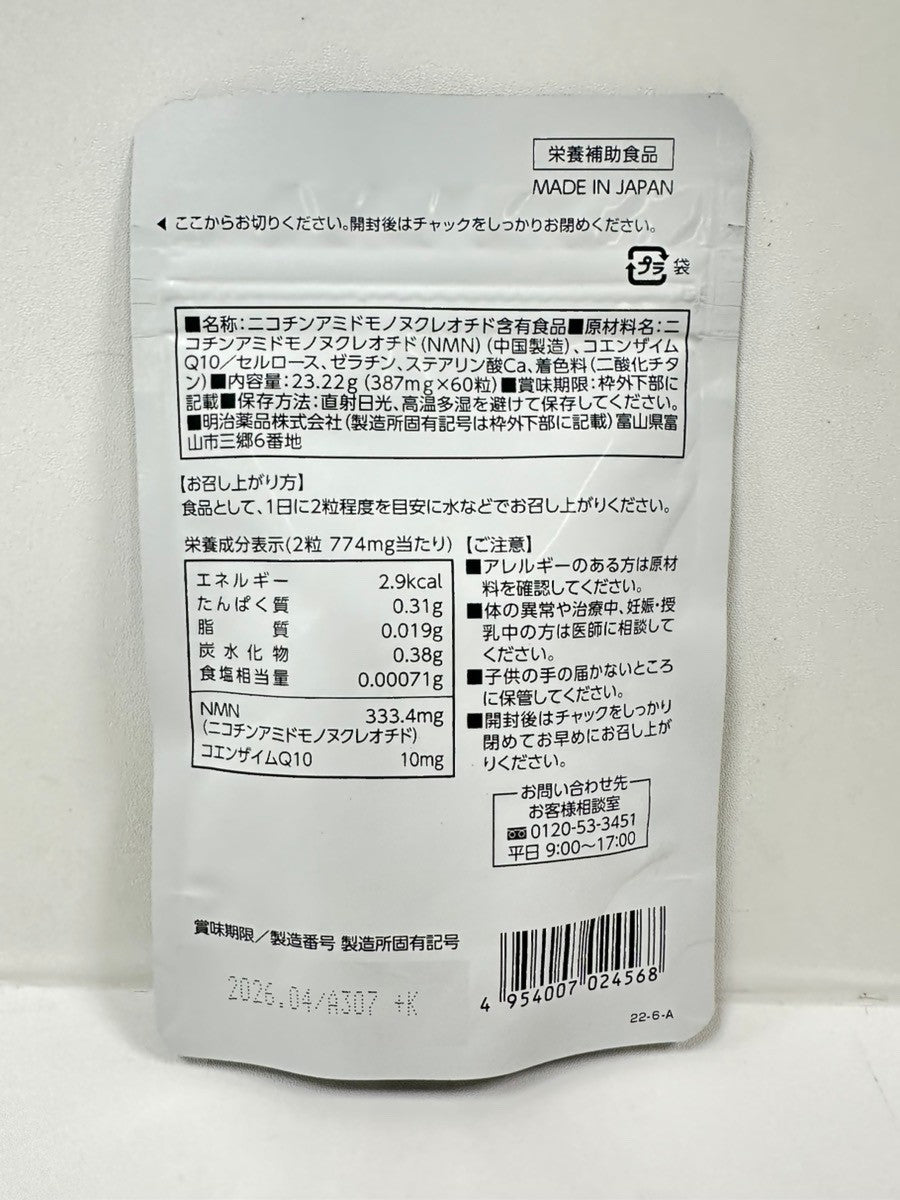 栄養補助食品
MADE IN JAPAN
◀ ここからお切りください。開封後はチャックをしっかりお閉めください。
プラ 袋
■名称：ニコチンアミドモノヌクレオチド含有食品■原材料名：ニ
コチンアミドモノヌクレオチド（NMN）（中国製造）、コエンザイム
Q10／セルロース、ゼラチン、ステアリン酸Ca、着色料（二酸化チタ
ン）■内容量：23.22g（387mg×60粒）■賞味期限：枠外下部に
記載■保存方法：直射日光、高温多湿を避けて保存してください。
■明治薬品株式会社（製造所固有記号は枠外下部に記載）富山県富
山市三郷6番地
【お召し上がり方】
食品として、1日に2粒程度を目安に水などでお召し上がりください。
栄養成分表示（2粒 774mg当たり）
エネルギー 2.9kcal
たんぱく質 0.31g
脂質 0.019g
炭水化物 0.38g
食塩相当量 0.00071g
NMN 333.4mg
（ニコチンアミドモノヌクレオチド）
コエンザイムQ10 10mg
【ご注意】
■アレルギーのある方は原材
料を確認してください。
■体の異常や治療中、妊娠・授
乳中の方は医師に相談して
ください。
■子供の手の届かないところ
に保管してください。
■開封後はチャックをしっかり
閉めてお早めにお召し上が
りください。
お問い合わせ先
お客様相談室
0120-53-3451
平日 9:00〜17:00
賞味期限／製造番号 製造所固有記号
2026.04/A307 +K
4 954007 024568
22-6-A